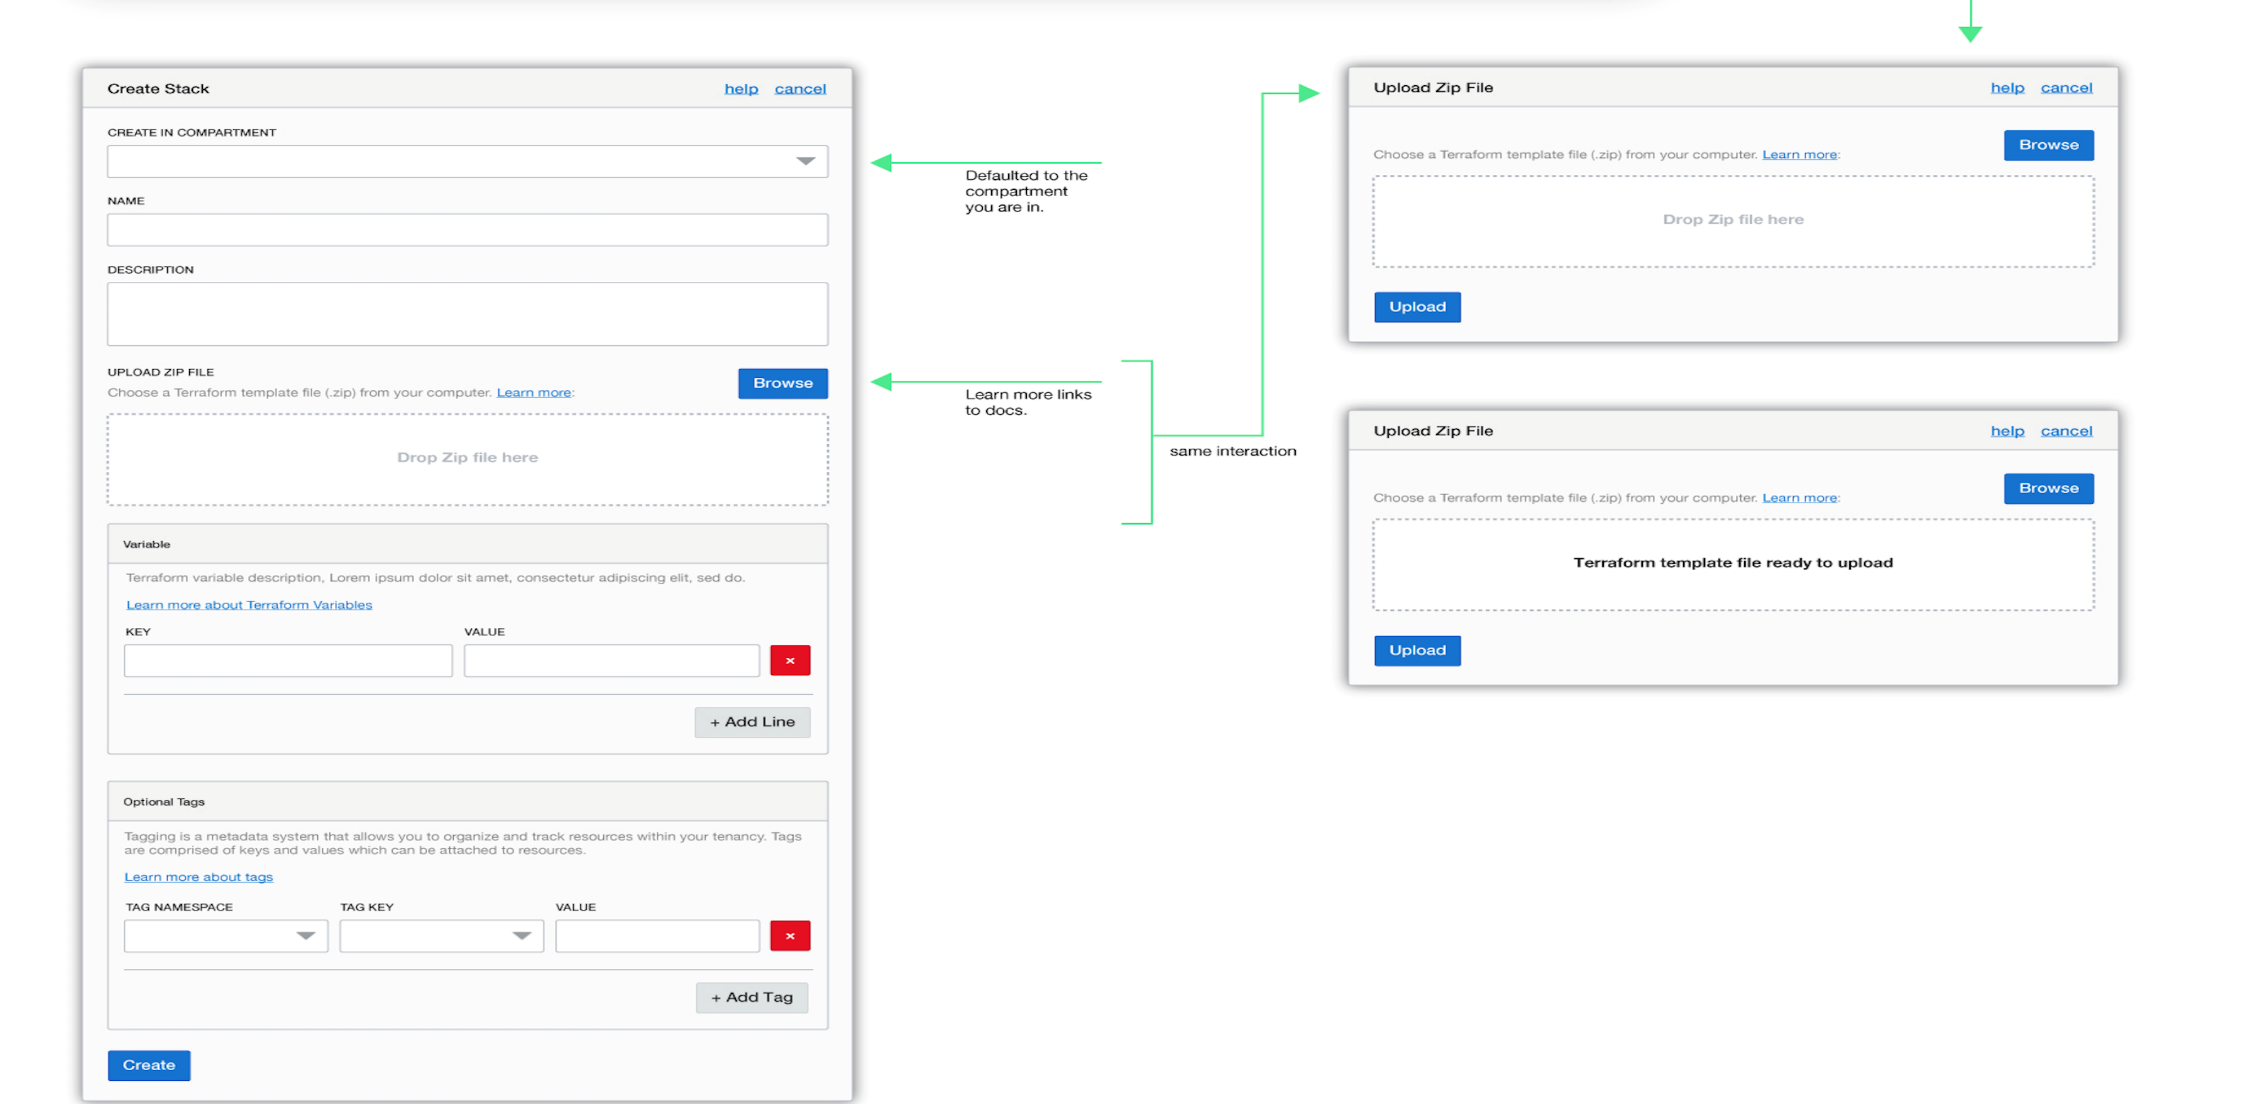 Create Stack
help cancel
CREATE IN COMPARTMENT
NAME
DESCRIPTION
UPLOAD ZIP FILE
Choose a Terraform template file (.zip) from your computer. Learn more:
Browse
Drop Zip file here
Variable
Terraform variable description, Lorem ipsum dolor sit amet, consectetur adipiscing elit, sed do.
Learn more about Terraform Variables
KEY VALUE
×
+ Add Line
Optional Tags
Tagging is a metadata system that allows you to organize and track resources within your tenancy. Tags
are comprised of keys and values which can be attached to resources.
Learn more about tags
TAG NAMESPACE TAG KEY VALUE
×
+ Add Tag
Create
Defaulted to the
compartment
you are in.
Learn more links
to docs.
same interaction
Upload Zip File
help cancel
Choose a Terraform template file (.zip) from your computer. Learn more:
Browse
Drop Zip file here
Upload
Upload Zip File
help cancel
Choose a Terraform template file (.zip) from your computer. Learn more:
Browse
Terraform template file ready to upload
Upload